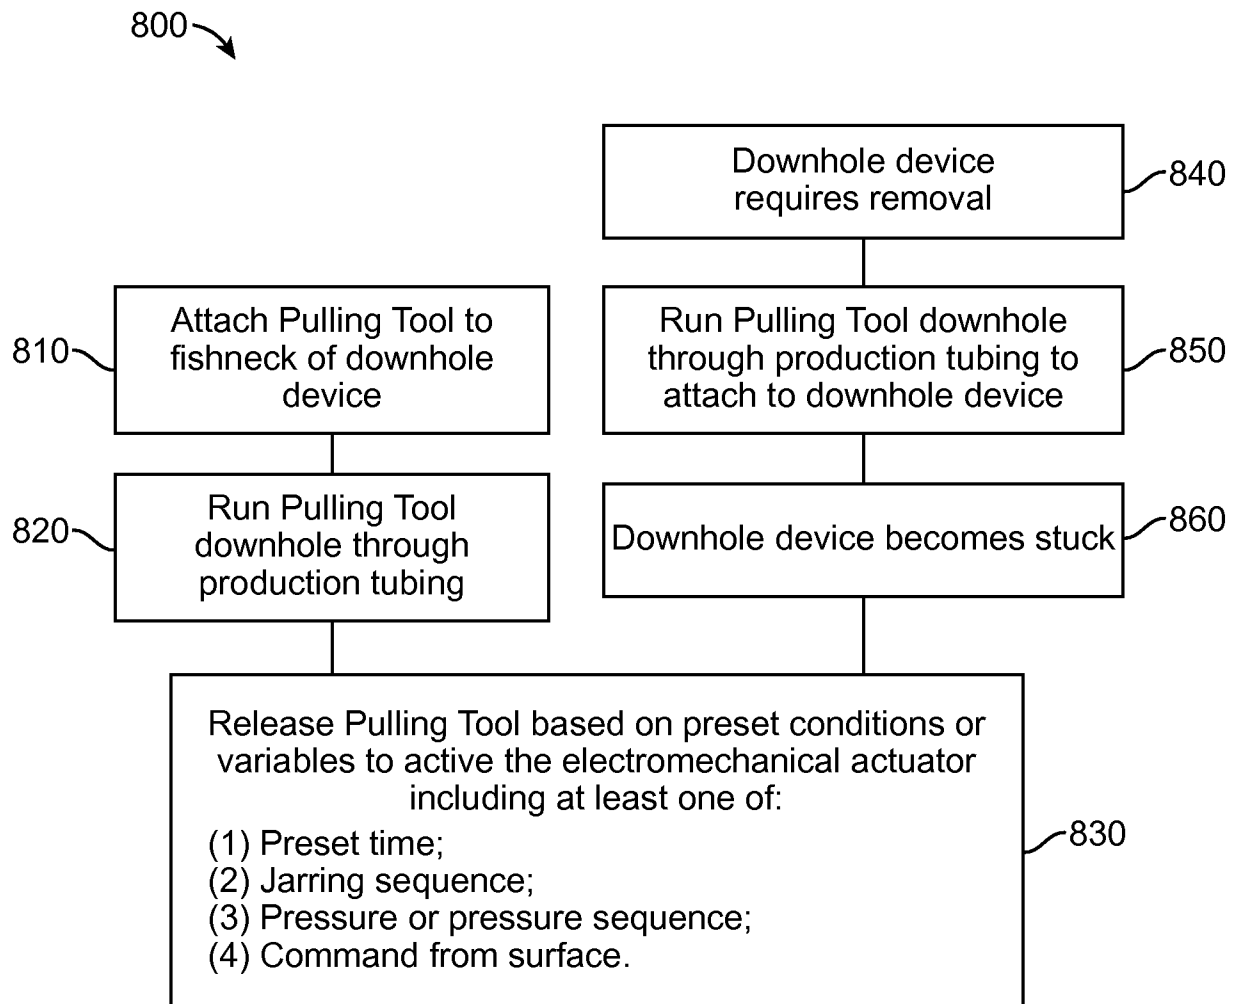 800
Downhole device
requires removal
840
Attach Pulling Tool to
fishneck of downhole
device
810
Run Pulling Tool downhole
through production tubing to
attach to downhole device
850
Run Pulling Tool
downhole through
production tubing
820
Downhole device becomes stuck
860
Release Pulling Tool based on preset conditions or
variables to active the electromechanical actuator
including at least one of:
(1) Preset time;
(2) Jarring sequence;
(3) Pressure or pressure sequence;
(4) Command from surface.
830